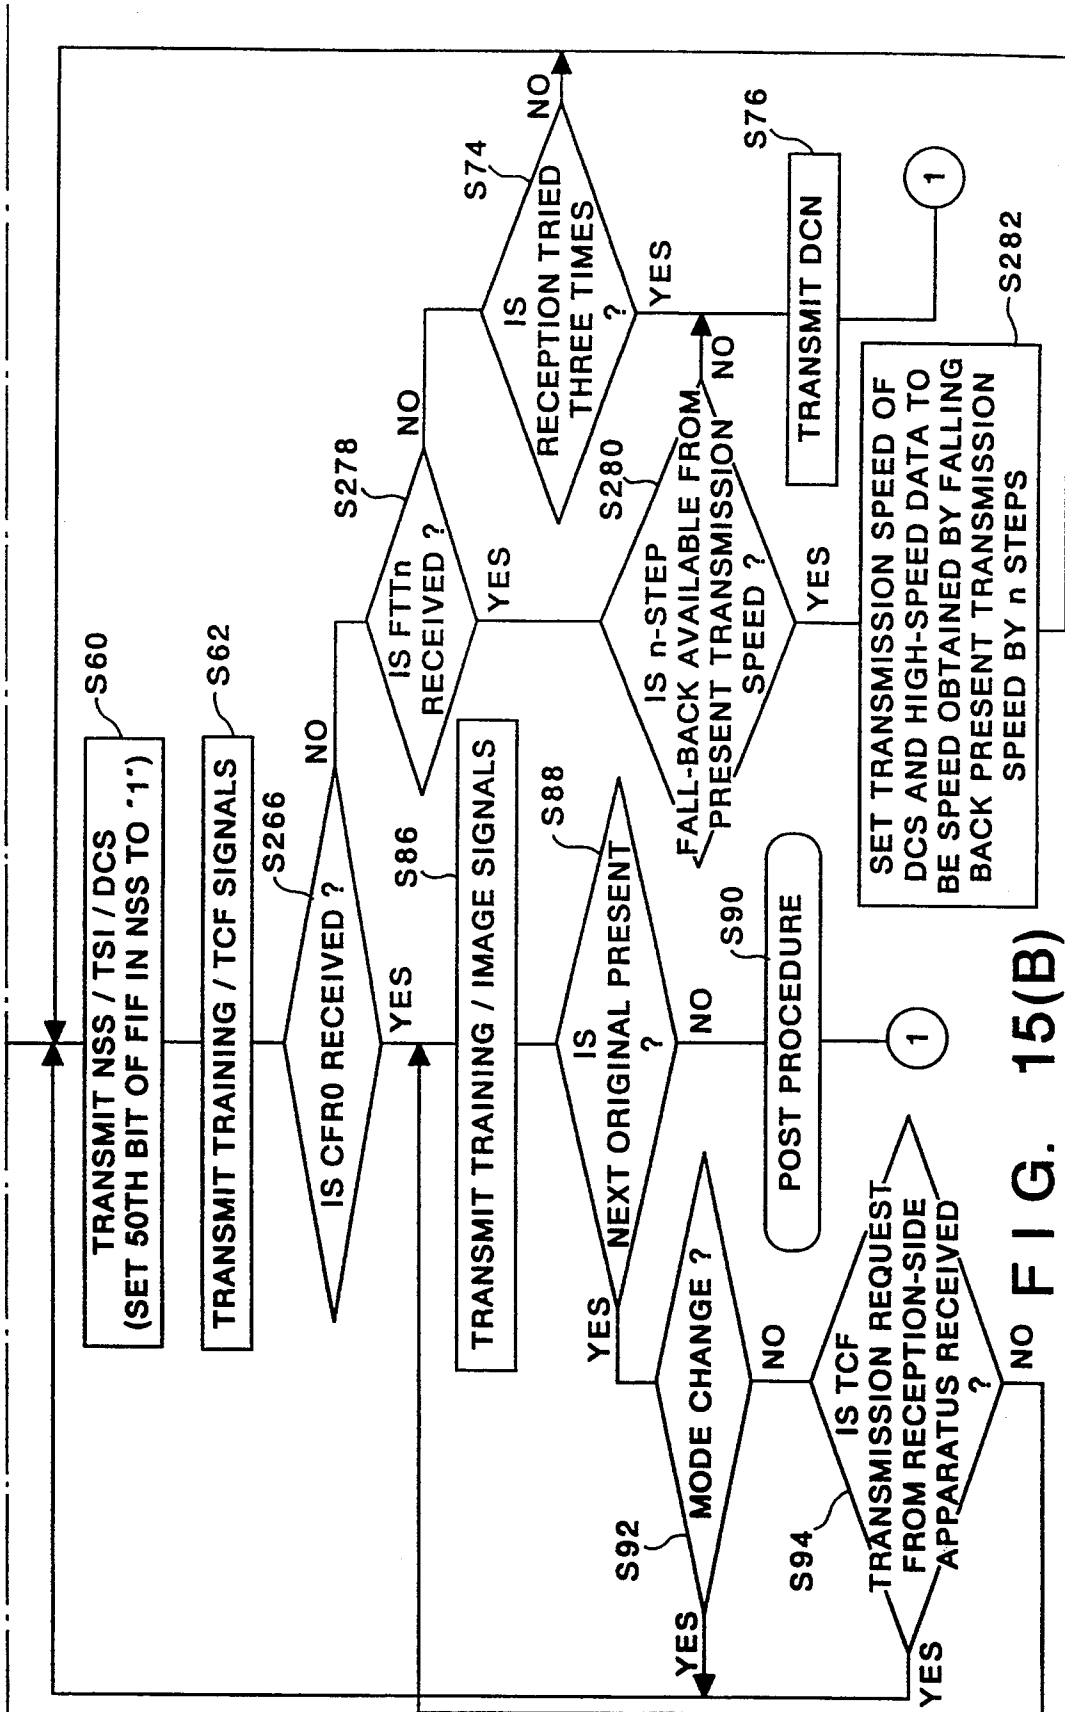 S60
TRANSMIT NSS / TSI / DCS
(SET 50TH BIT OF FIF IN NSS TO "1")
S62
TRANSMIT TRAINING / TCF SIGNALS
S266
IS CFR0 RECEIVED ?
NO
YES
S278
IS FTTn
RECEIVED ?
NO
YES
S74
IS
RECEPTION TRIED
THREE TIMES
?
NO
YES
S86
TRANSMIT TRAINING / IMAGE SIGNALS
S88
IS
NEXT ORIGINAL PRESENT
?
YES
NO
S280
IS n-STEP
FALL-BACK AVAILABLE FROM
PRESENT TRANSMISSION
SPEED ?
NO
YES
S76
TRANSMIT DCN
1
S92
MODE CHANGE ?
YES
NO
S90
POST PROCEDURE
1
S282
SET TRANSMISSION SPEED OF
DCS AND HIGH-SPEED DATA TO
BE SPEED OBTAINED BY FALLING
BACK PRESENT TRANSMISSION
SPEED BY n STEPS
S94
IS TCF
TRANSMISSION REQUEST
FROM RECEPTION-SIDE
APPARATUS RECEIVED
?
YES
NO
FIG. 15(B)